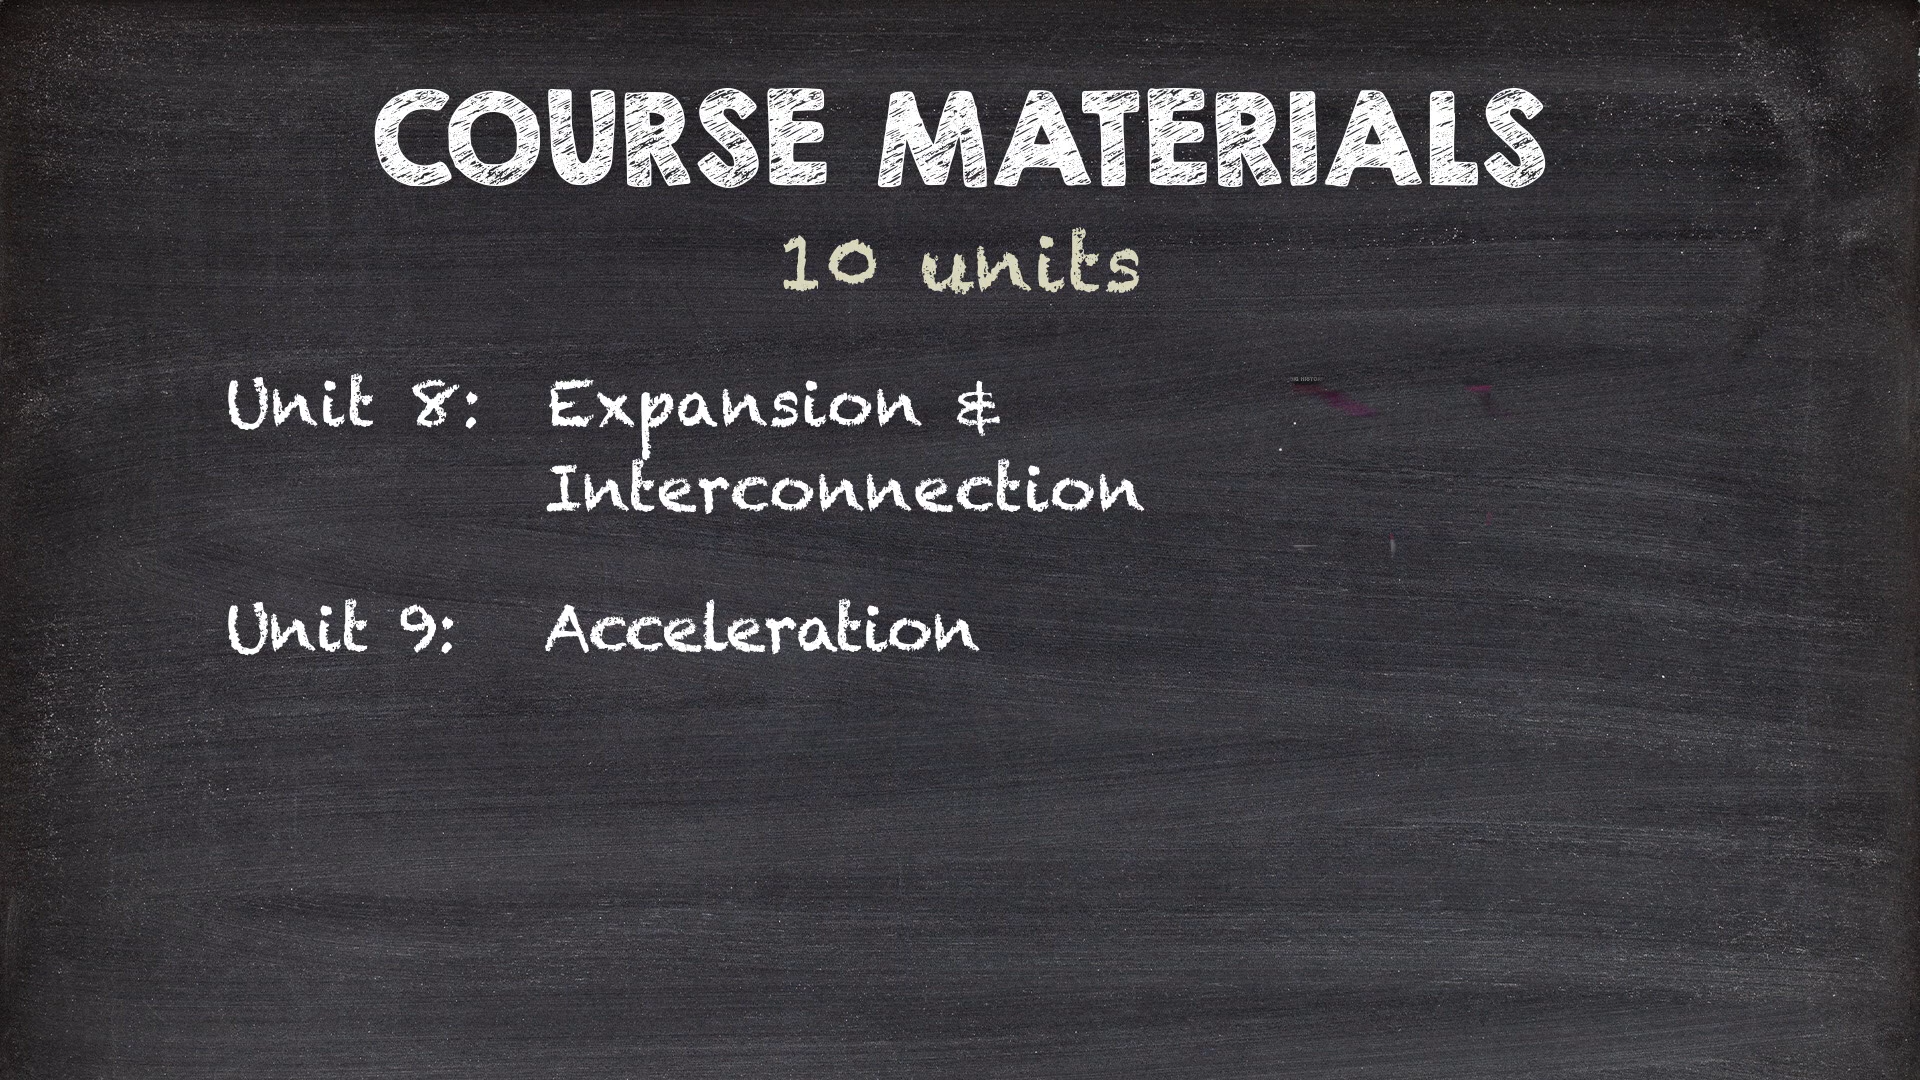 COURSE MATERIALS
10 units
Unit 8: Expansion &
Interconnection
Unit 9: Acceleration